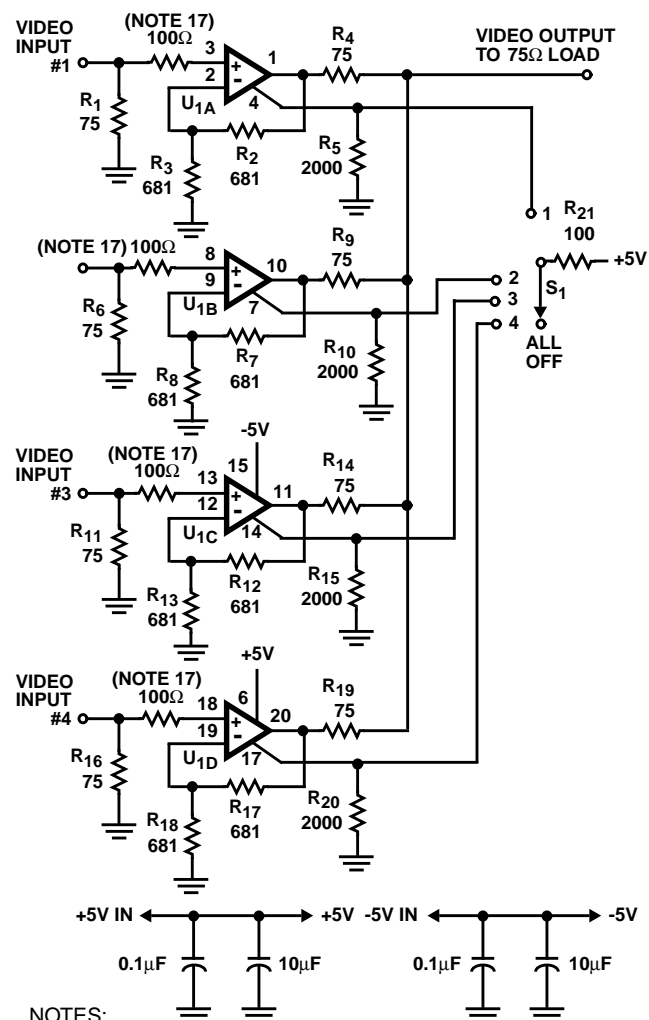 VIDEO
INPUT
#1
(NOTE 17)
100Ω
3
2
+
-
1
4
U1A
R4
75
VIDEO OUTPUT
TO 75Ω LOAD
R1
75
R3
681
R2
681
R5
2000
1
R21
100
+5V
S1
2
3
4
ALL
OFF
(NOTE 17) 100Ω
8
9
+
-
10
7
U1B
R9
75
R6
75
R8
681
R7
681
R10
2000
-5V
VIDEO
INPUT
#3
(NOTE 17)
100Ω
13
12
+
-
15
11
14
U1C
R14
75
R11
75
R13
681
R12
681
R15
2000
+5V
VIDEO
INPUT
#4
(NOTE 17)
100Ω
18
19
+
-
6
20
17
U1D
R19
75
R16
75
R18
681
R17
681
R20
2000
+5V IN
+5V
-5V IN
-5V
0.1μF
10μF
0.1μF
10μF
NOTES: